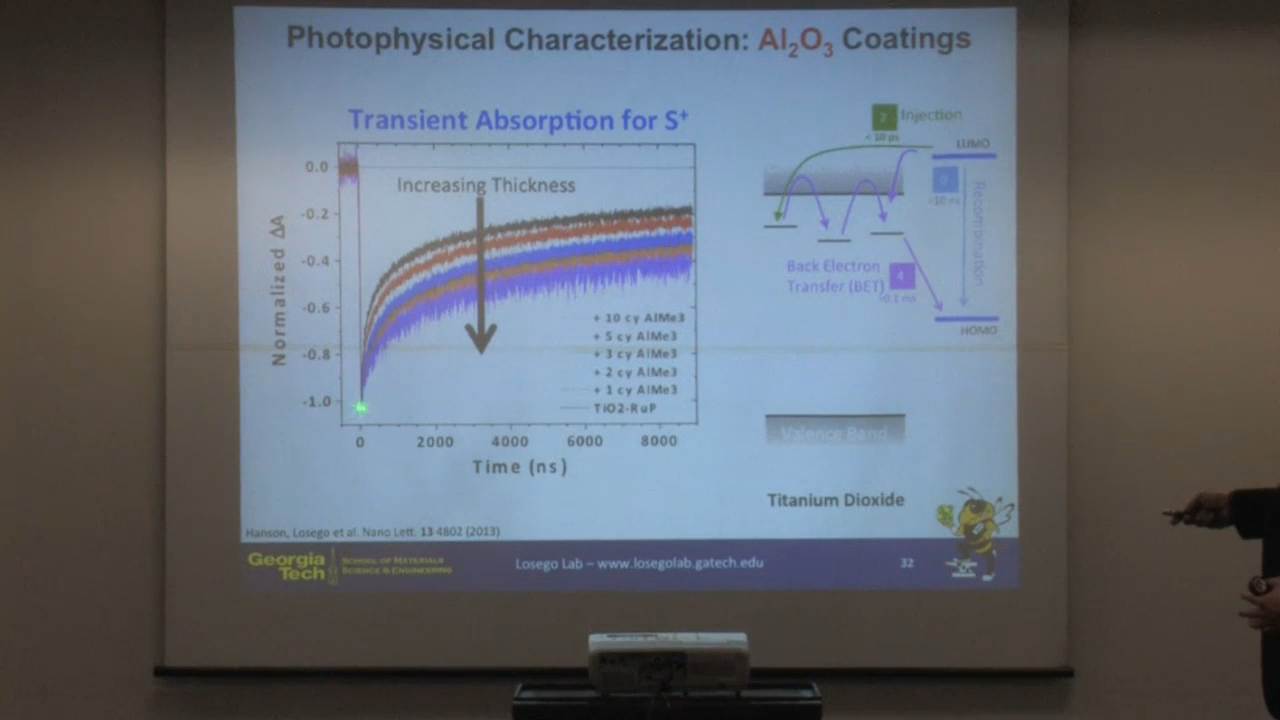 Photophysical Characterization: Al2O3 Coatings
Transient Absorption for S+
Increasing Thickness
Normalized ΔA
0.0
-0.2
-0.4
-0.6
-0.8
-1.0
+ 10 cy AlMe3
+ 5 cy AlMe3
+ 3 cy AlMe3
+ 2 cy AlMe3
+ 1 cy AlMe3
TiO2-RuP
0 2000 4000 6000 8000
Time (ns)
Injection
< 10 ps
LUMO
Recombination
Back Electron
Transfer (BET)
4
HOMO
Valence Band
Titanium Dioxide
Hanson, Losego et al. Nano Lett. 13 4802 (2013)
Georgia
Tech
SCHOOL OF MATERIALS
SCIENCE & ENGINEERING
Losego Lab – www.losegolab.gatech.edu
32